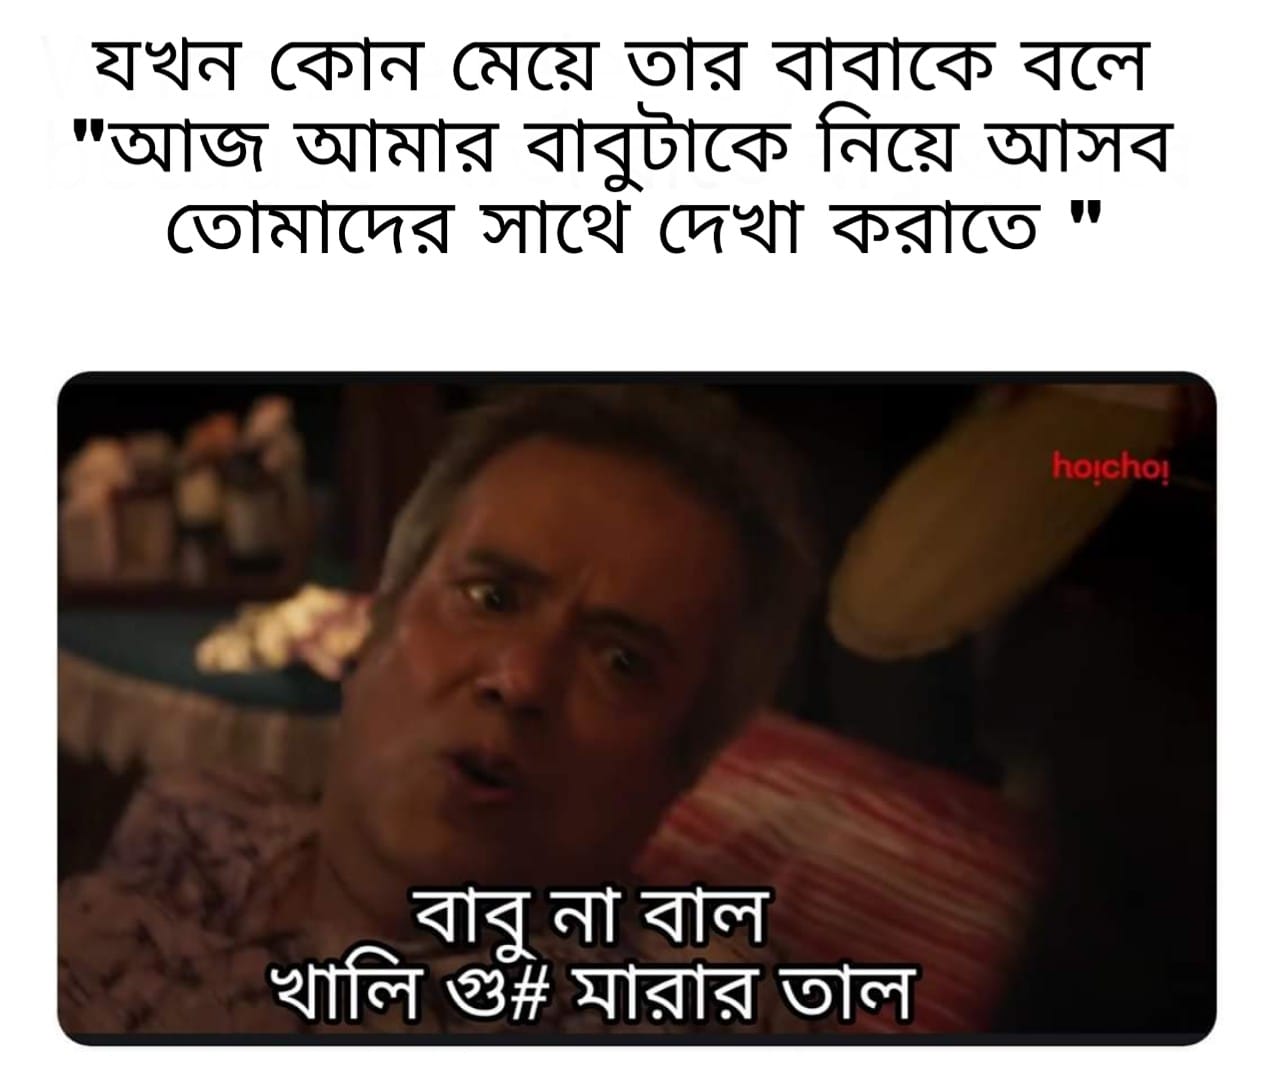 যখন কোন মেয়ে তার বাবাকে বলে
"আজ আমার বাবুটাকে নিয়ে আসব
তোমাদের সাথে দেখা করাতে "
hoichoi
বাবু না বাল
খালি গু# মারার তাল